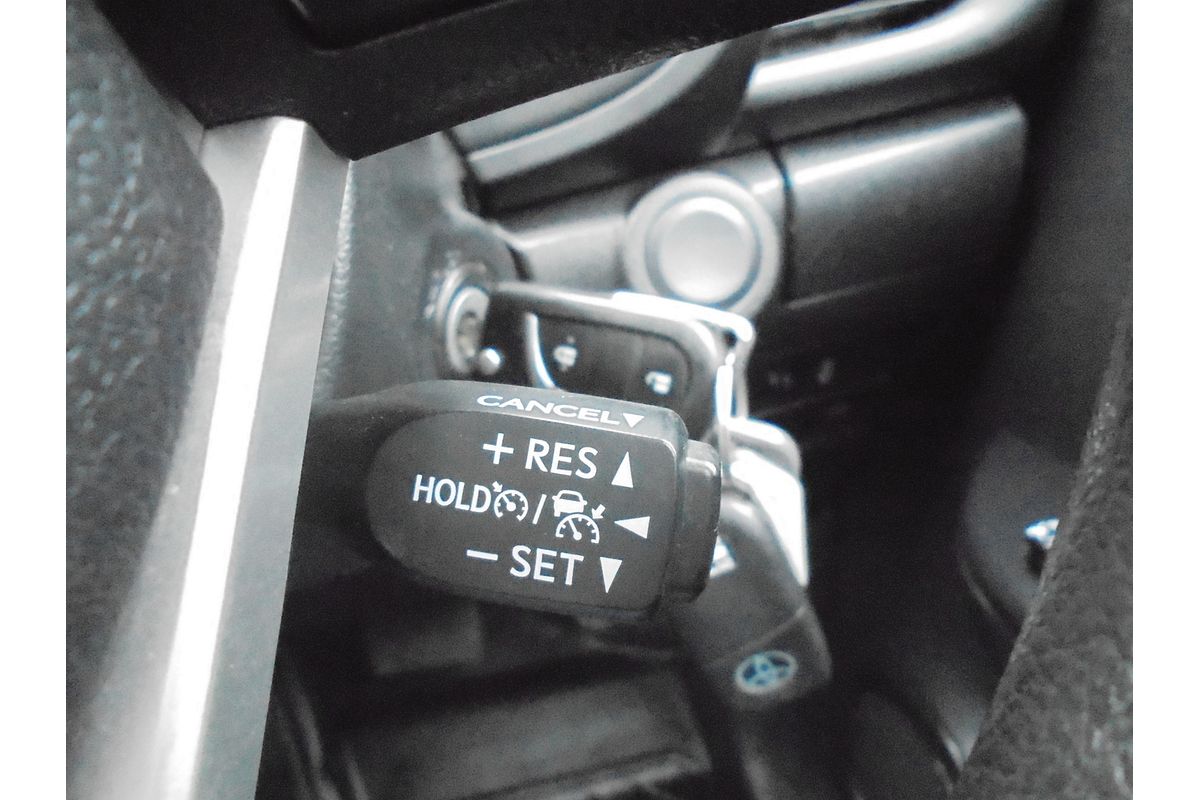 CANCEL▼
+ RES ▲
HOLD / ◀
– SET ▼